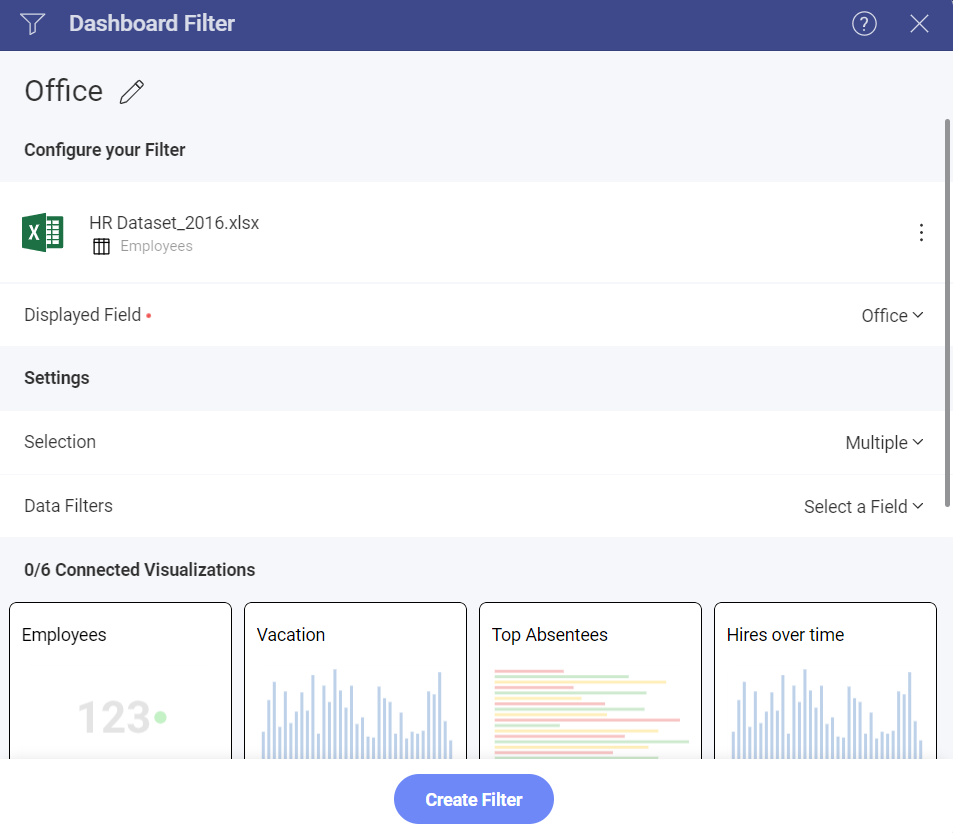 Dashboard Filter
?
Office
Configure your Filter
X
HR Dataset_2016.xlsx
Employees
Displayed Field • Office
Settings
Selection Multiple
Data Filters Select a Field
0/6 Connected Visualizations
Employees Vacation Top Absentees Hires over time
123
Create Filter